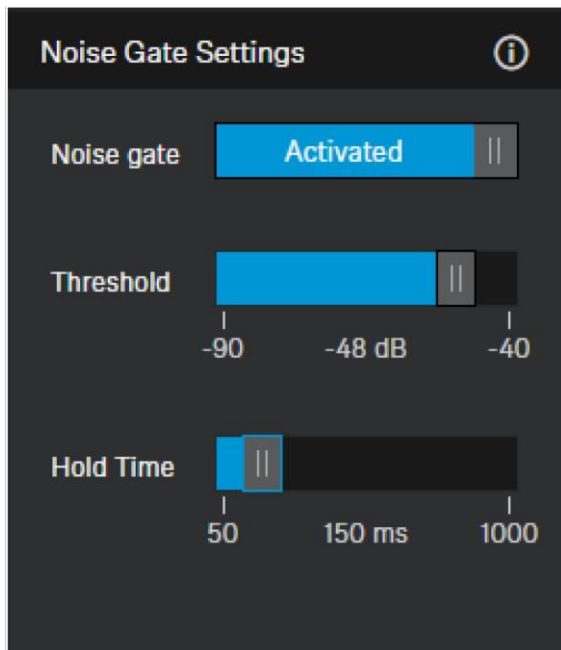 Noise Gate Settings
Noise gate Activated
Threshold
-90 -48 dB -40
Hold Time
50 150 ms 1000